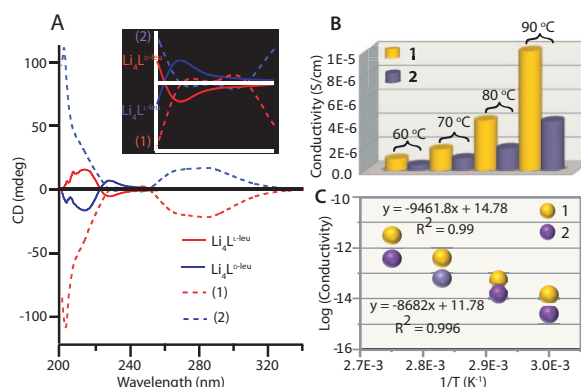 A
CD (mdeg)
100
50
0
-50
-100
200
240
280
320
Wavelength (nm)
(2)
Li₄L ᴰ⁻ˡᵉᵘ
Li₄L ᴸ⁻ˡᵉᵘ
(1)
Li₄L ᴸ⁻ˡᵉᵘ
Li₄L ᴰ⁻ˡᵉᵘ
(1)
(2)
B
Conductivity (S/cm)
1E-5
8E-6
6E-6
4E-6
2E-6
0.0
1
2
60 °C
70 °C
80 °C
90 °C
C
Log (Conductivity)
-10
-12
-14
-16
y = -9461.8x + 14.78
R² = 0.99
1
2
y = -8682x + 11.78
R² = 0.996
2.7E-3
2.8E-3
2.9E-3
3.0E-3
1/T (K⁻¹)